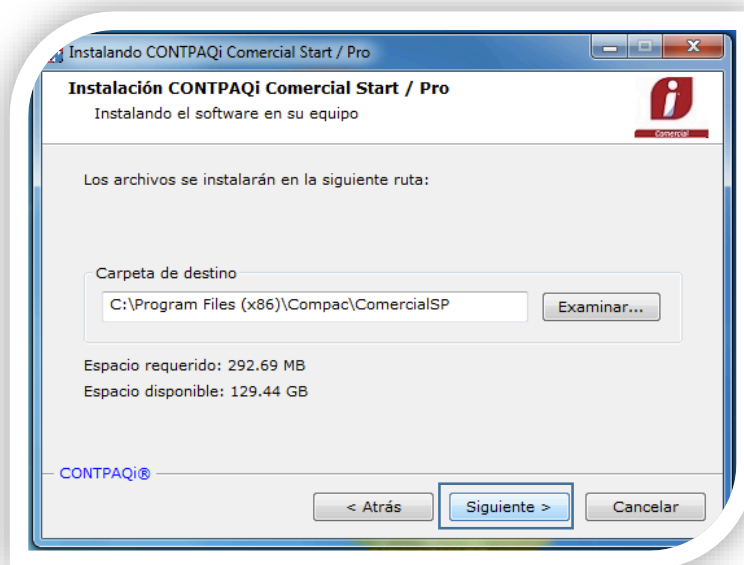 Instalando CONTPAQi Comercial Start / Pro
Instalación CONTPAQi Comercial Start / Pro
Instalando el software en su equipo
Comercial
Los archivos se instalarán en la siguiente ruta:
Carpeta de destino
C:\Program Files (x86)\Compac\ComercialSP
Examinar...
Espacio requerido: 292.69 MB
Espacio disponible: 129.44 GB
CONTPAQi®
< Atrás
Siguiente >
Cancelar